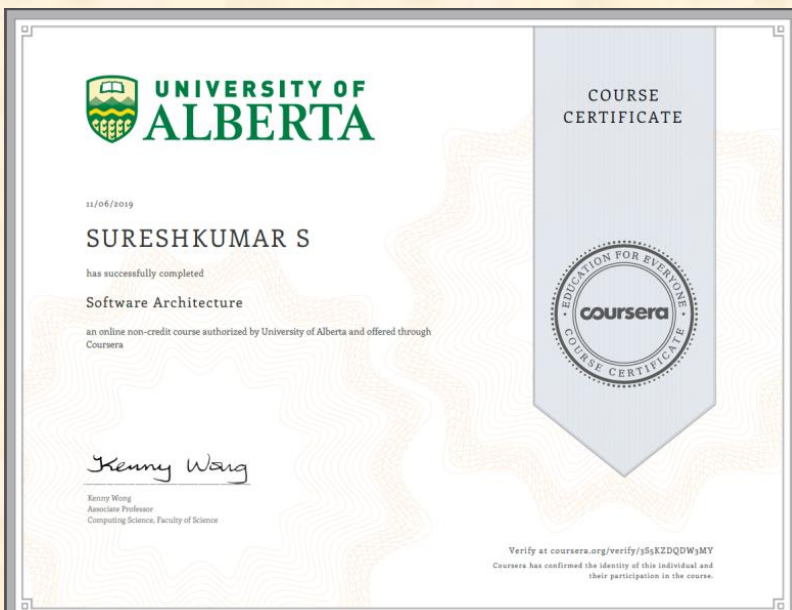 UNIVERSITY OF
ALBERTA
11/06/2019
SURESHKUMAR S
has successfully completed
Software Architecture
an online non-credit course authorized by University of Alberta and offered through
Coursera
Kenny Wong
Kenny Wong
Associate Professor
Computing Science, Faculty of Science
COURSE
CERTIFICATE
EDUCATION FOR EVERYONE
coursera
COURSE CERTIFICATE
Verify at coursera.org/verify/3S5KZDQDW3MY
Coursera has confirmed the identity of this individual and
their participation in the course.